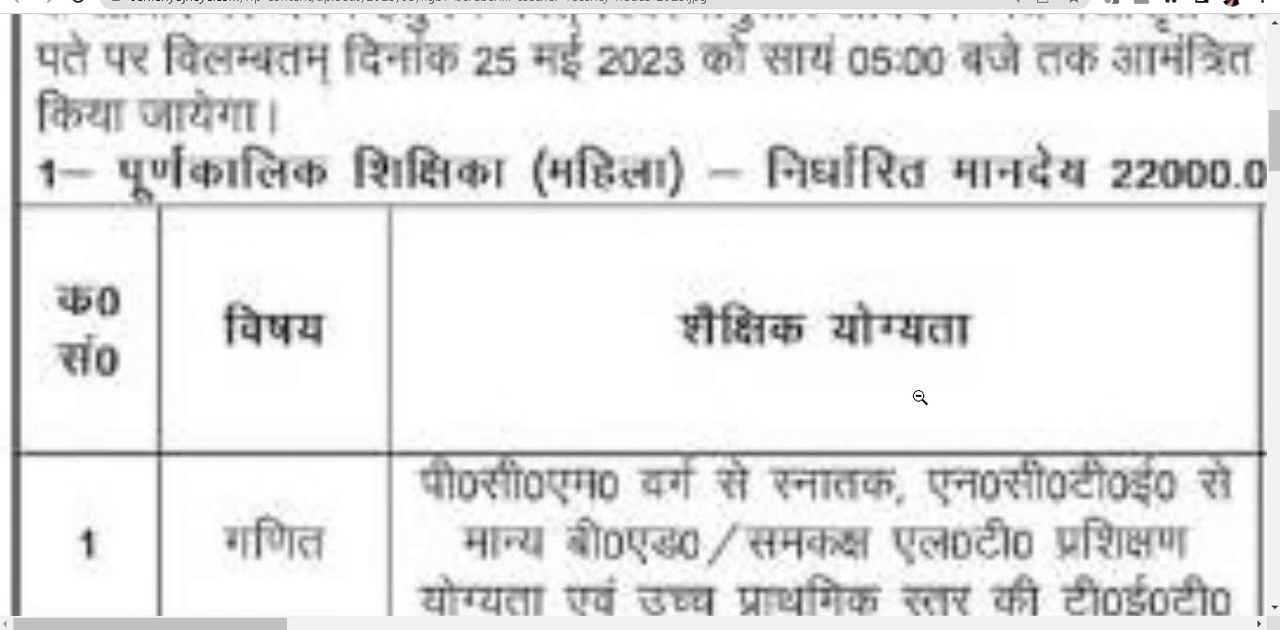 पते पर विलम्बतम् दिनांक 25 मई 2023 को सायं 05:00 बजे तक आमंत्रित
किया जायेगा।
1– पूर्णकालिक शिक्षिका (महिला) – निर्धारित मानदेय 22000.0
क0
सं0
विषय
शैक्षिक योग्यता
1
गणित
पी0सी0एम0 वर्ग से स्नातक, एन0सी0टी0ई0 से
मान्य बी0एड0/समकक्ष एल0टी0 प्रशिक्षण
योग्यता एवं उच्च प्राथमिक स्तर की टी0ई0टी0